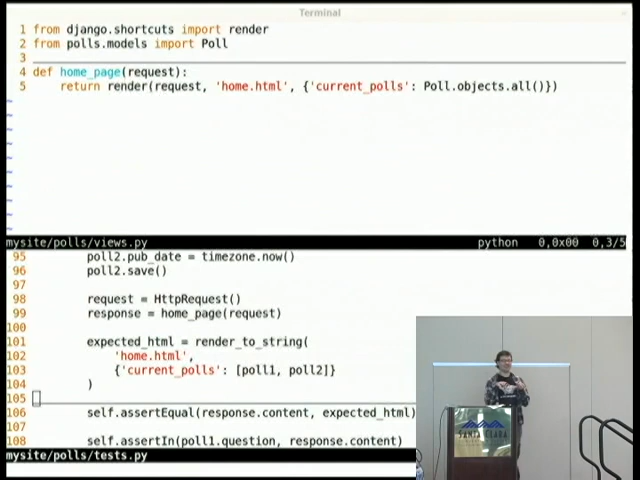 Terminal
1 from django.shortcuts import render
2 from polls.models import Poll
3
4 def home_page(request):
5     return render(request, 'home.html', {'current_polls': Poll.objects.all()})
~
~
~
~
~
~
~
~
~
~
mysite/polls/views.py python 0,0x00 0,3/5
95         poll2.pub_date = timezone.now()
96         poll2.save()
97
98         request = HttpRequest()
99         response = home_page(request)
100
101         expected_html = render_to_string(
102             'home.html',
103             {'current_polls': [poll1, poll2]}
104         )
105
106         self.assertEqual(response.content, expected_html)
107
108         self.assertIn(poll1.question, response.content)
mysite/polls/tests.py
SANTA CLARA